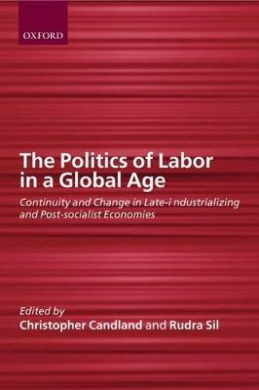 OXFORD
The Politics of Labor
in a Global Age
Continuity and Change in Late-i ndustrializing
and Post-socialist Economies
Edited by
Christopher Candland and Rudra Sil